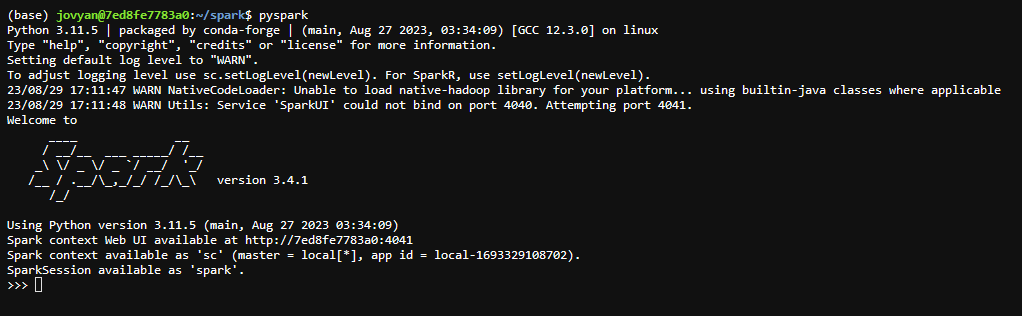 (base) jovyan@7ed8fe7783a0:~/spark$ pyspark
Python 3.11.5 | packaged by conda-forge | (main, Aug 27 2023, 03:34:09) [GCC 12.3.0] on linux
Type "help", "copyright", "credits" or "license" for more information.
Setting default log level to "WARN".
To adjust logging level use sc.setLogLevel(newLevel). For SparkR, use setLogLevel(newLevel).
23/08/29 17:11:47 WARN NativeCodeLoader: Unable to load native-hadoop library for your platform... using builtin-java classes where applicable
23/08/29 17:11:48 WARN Utils: Service 'SparkUI' could not bind on port 4040. Attempting port 4041.
Welcome to
      ____              __
     / __/__  ___ _____/ /__
    _\ \/ _ \/ _ `/ __/  '_/
   /__ / .__/\_,_/_/ /_/\_\   version 3.4.1
      /_/
Using Python version 3.11.5 (main, Aug 27 2023 03:34:09)
Spark context Web UI available at http://7ed8fe7783a0:4041
Spark context available as 'sc' (master = local[*], app id = local-1693329108702).
SparkSession available as 'spark'.
>>>